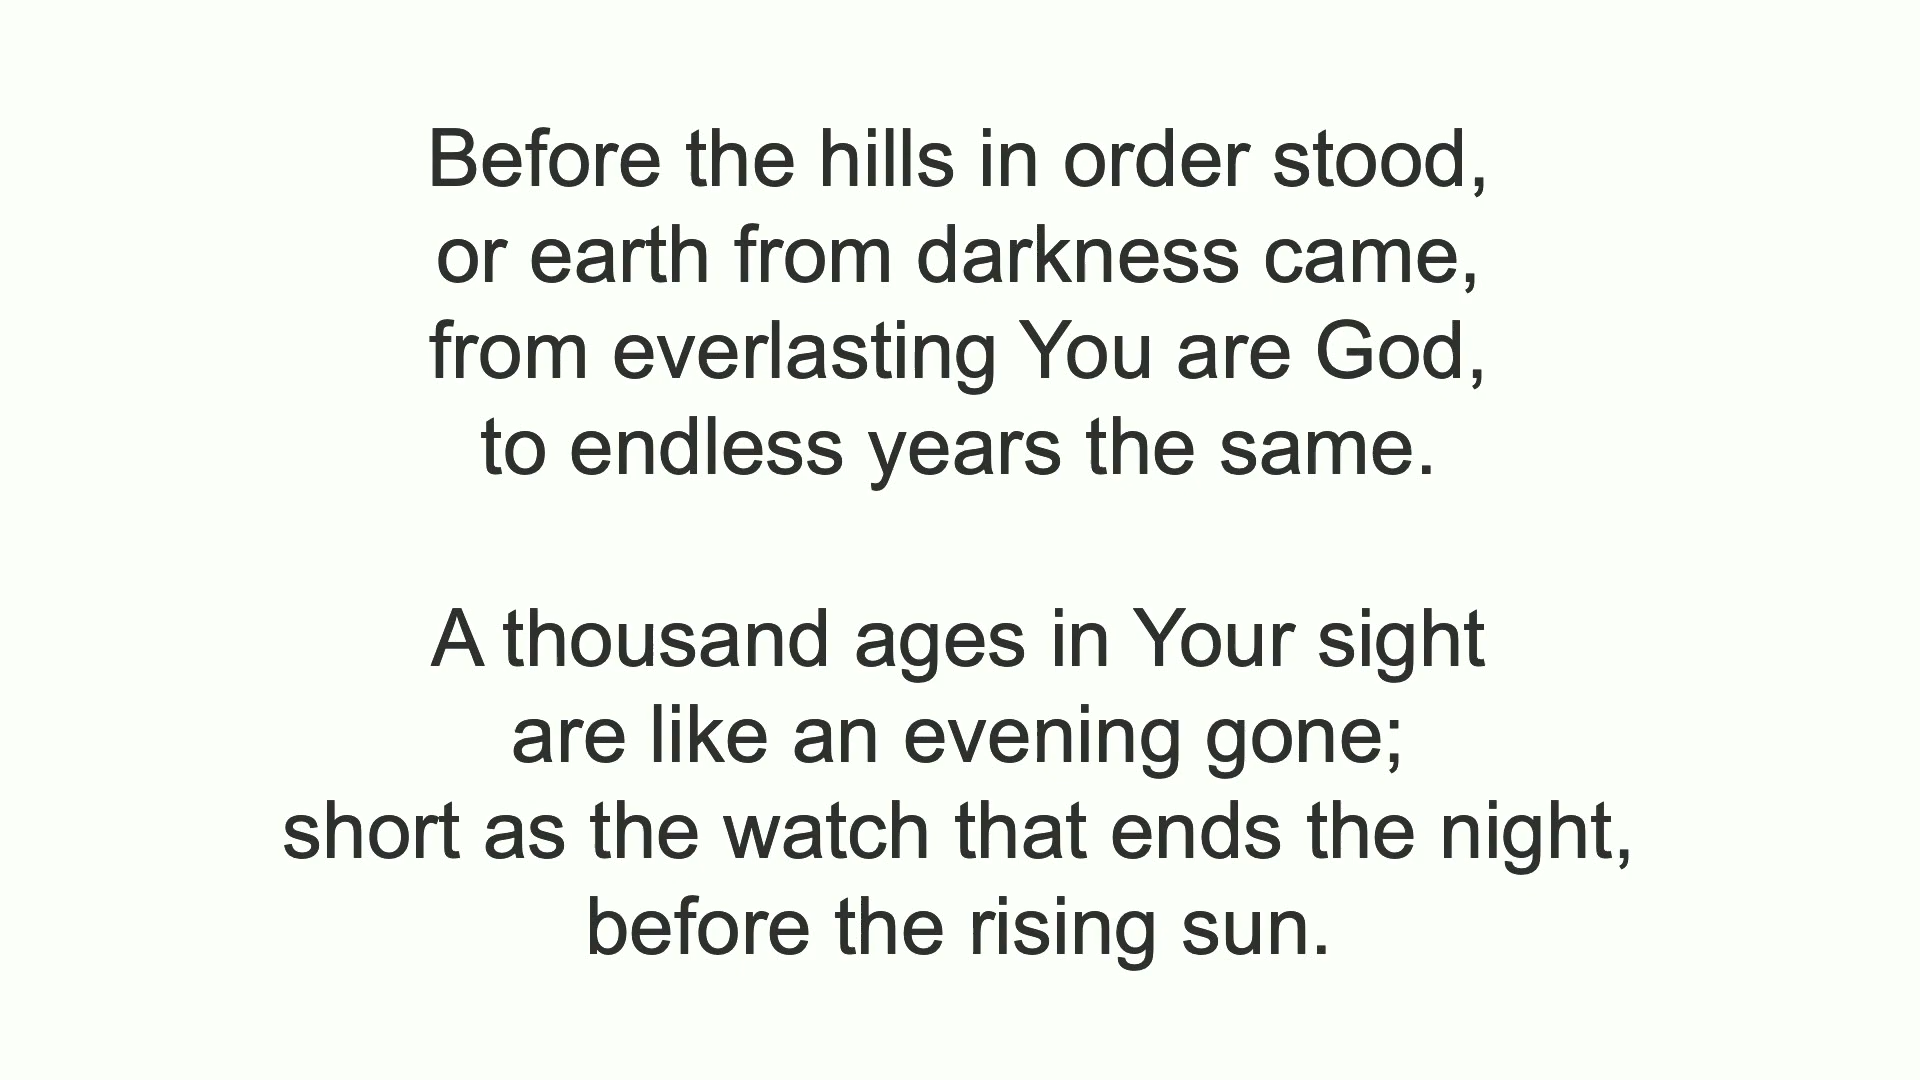 Before the hills in order stood,
or earth from darkness came,
from everlasting You are God,
to endless years the same.

A thousand ages in Your sight
are like an evening gone;
short as the watch that ends the night,
before the rising sun.